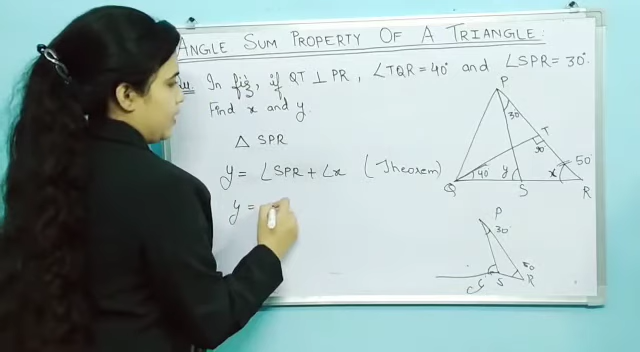 ANGLE SUM PROPERTY OF A TRIANGLE:
In fig, if QT ⊥ PR, ∠TQR = 40° and ∠SPR = 30°.
Find x and y.
△ SPR
y = ∠SPR + ∠x (Theorem)
y =
P
30°
T
90°
50°
Q
40°
y
S
x
R
P
30°
50
S
R